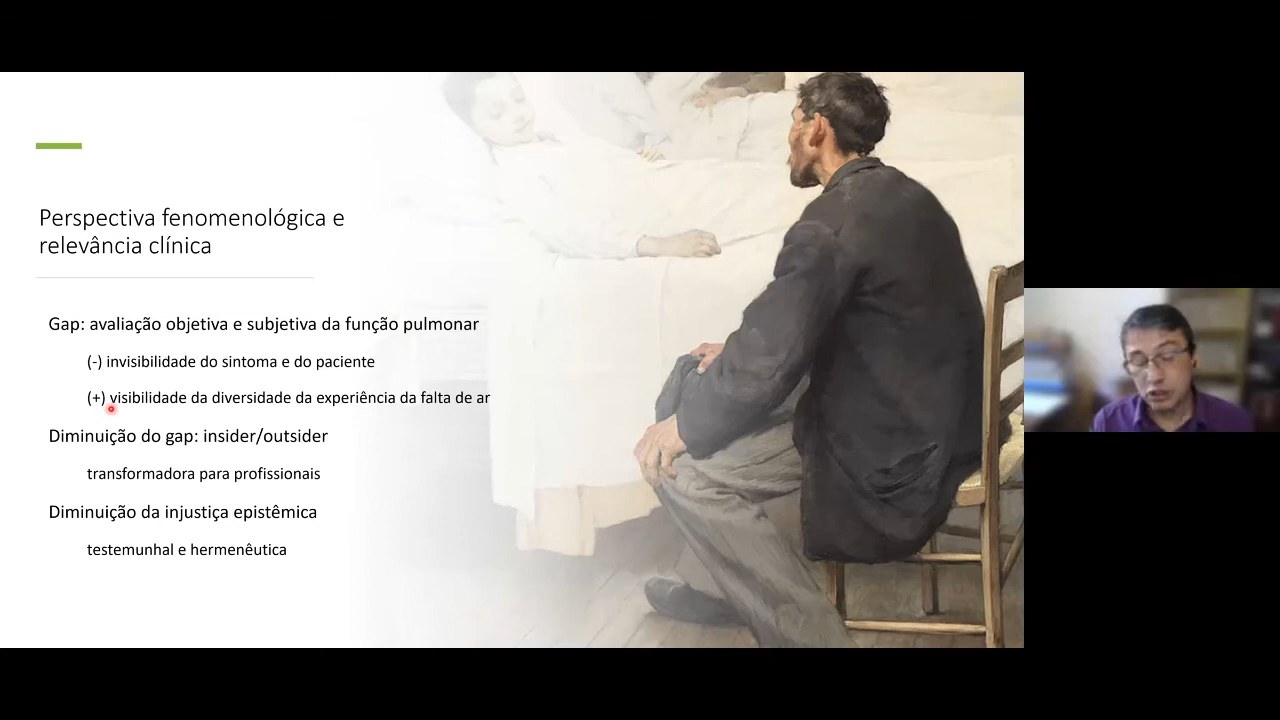 Perspectiva fenomenológica e
relevância clínica
Gap: avaliação objetiva e subjetiva da função pulmonar
(-) invisibilidade do sintoma e do paciente
(+) visibilidade da diversidade da experiência da falta de ar
Diminuição do gap: insider/outsider
transformadora para profissionais
Diminuição da injustiça epistêmica
testemunhal e hermenêutica